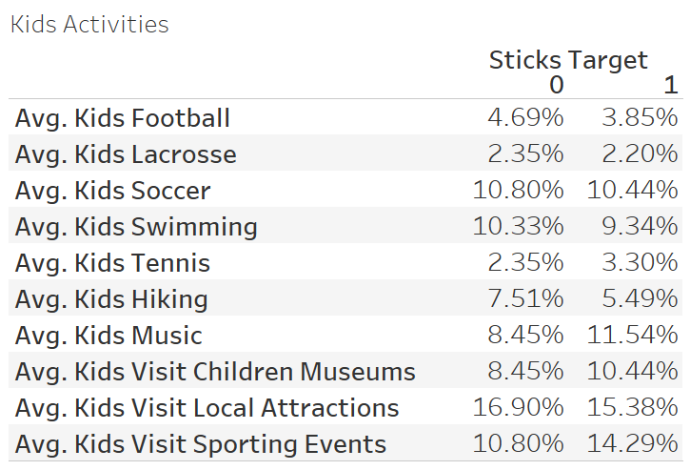 Kids Activities
Sticks Target
0 1
Avg. Kids Football 4.69% 3.85%
Avg. Kids Lacrosse 2.35% 2.20%
Avg. Kids Soccer 10.80% 10.44%
Avg. Kids Swimming 10.33% 9.34%
Avg. Kids Tennis 2.35% 3.30%
Avg. Kids Hiking 7.51% 5.49%
Avg. Kids Music 8.45% 11.54%
Avg. Kids Visit Children Museums 8.45% 10.44%
Avg. Kids Visit Local Attractions 16.90% 15.38%
Avg. Kids Visit Sporting Events 10.80% 14.29%